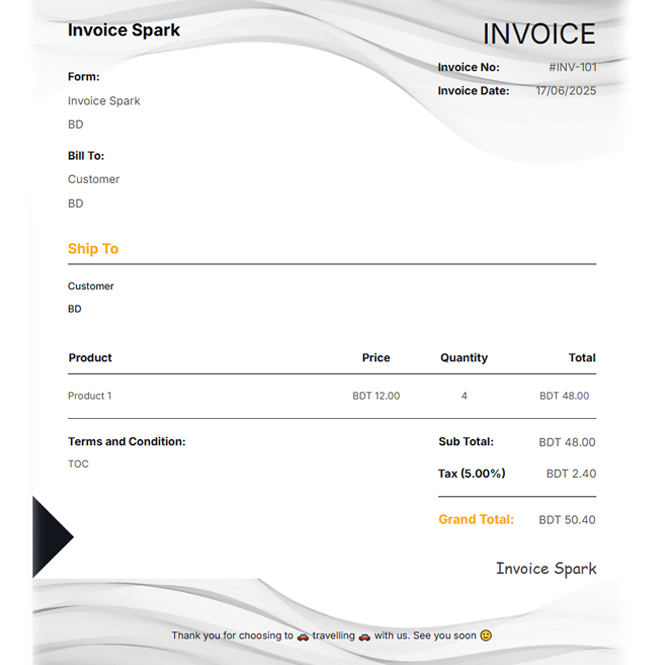 Invoice Spark
INVOICE
Invoice No: #INV-101
Invoice Date: 17/06/2025
Form:
Invoice Spark
BD
Bill To:
Customer
BD
Ship To
Customer
BD
Product Price Quantity Total
Product 1 BDT 12.00 4 BDT 48.00
Terms and Condition:
TOC
Sub Total: BDT 48.00
Tax (5.00%) BDT 2.40
Grand Total: BDT 50.40
Invoice Spark
Thank you for choosing to 🚗 travelling 🚗 with us. See you soon 🙂